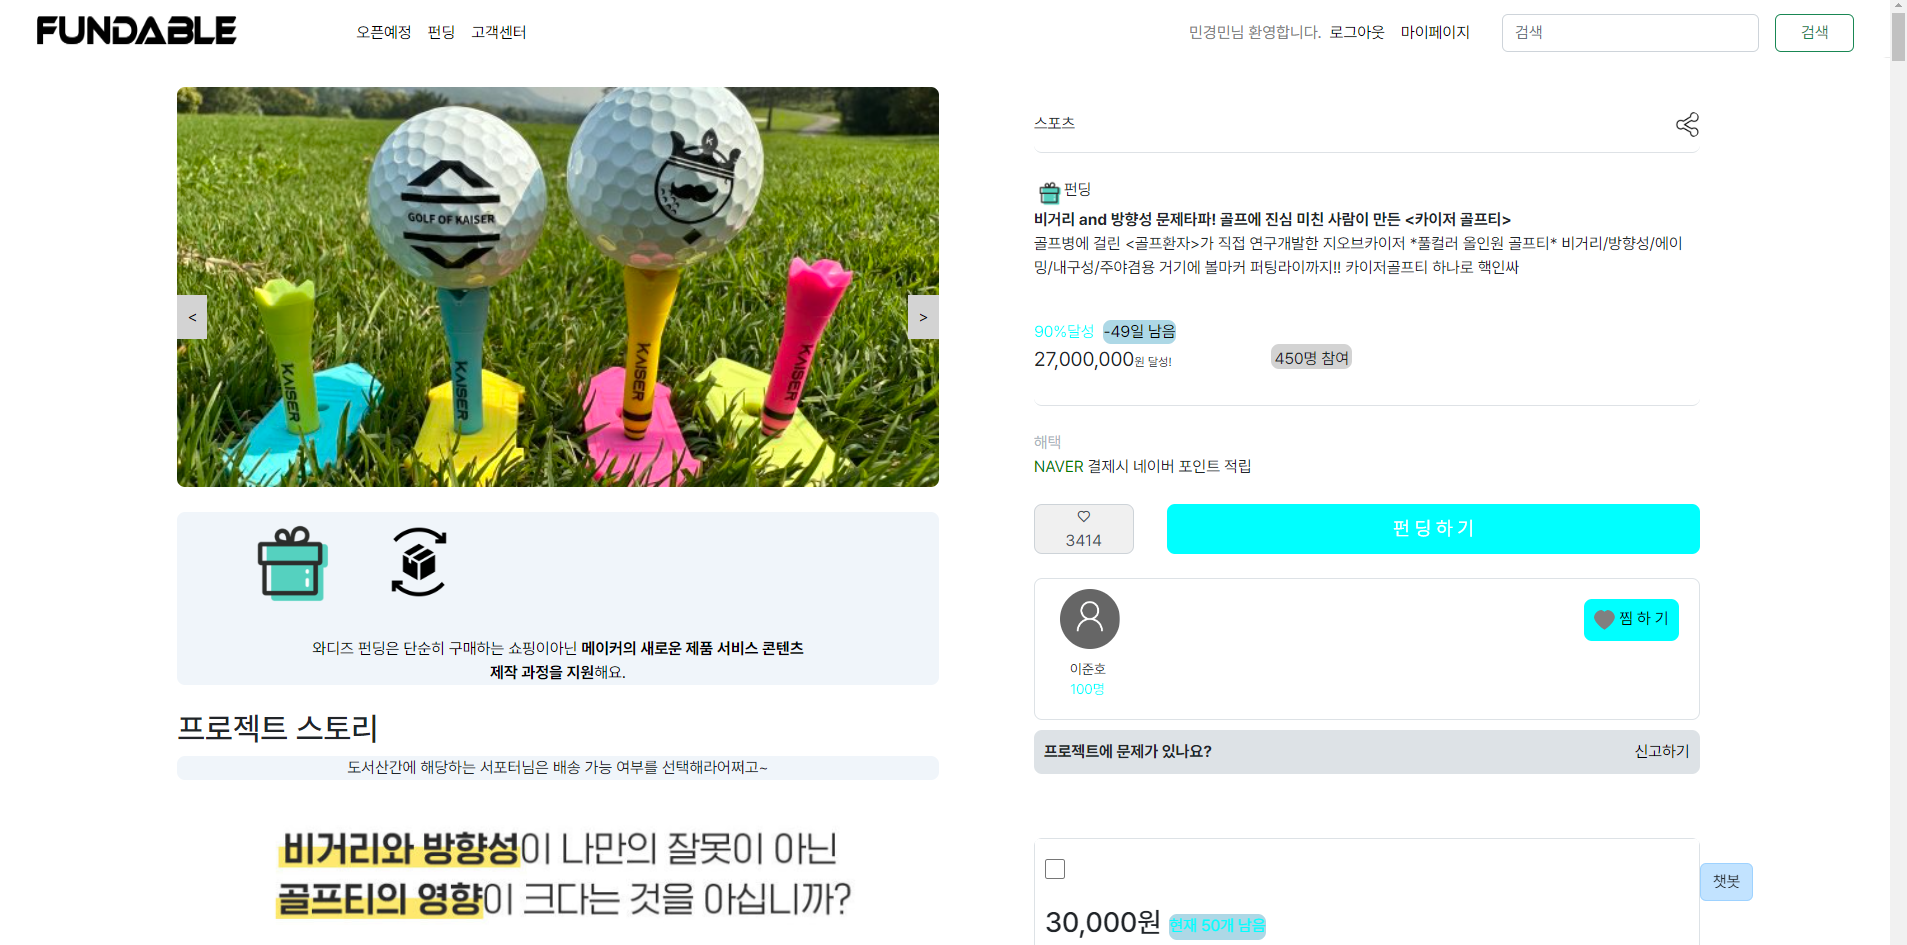 FUNDABLE
오픈예정 펀딩 고객센터
민경민님 환영합니다. 로그아웃 마이페이지 검색 검색
GOLF OF KAISER
K
KAISER
KAISER
KAISER
KAISER
<
>
와디즈 펀딩은 단순히 구매하는 쇼핑이아닌 메이커의 새로운 제품 서비스 콘텐츠
제작 과정을 지원해요.
프로젝트 스토리
도서산간에 해당하는 서포터님은 배송 가능 여부를 선택해라어쩌고~
비거리와 방향성이 나만의 잘못이 아닌
골프티의 영향이 크다는 것을 아십니까?
스포츠
펀딩
비거리 and 방향성 문제타파! 골프에 진심 미친 사람이 만든 <카이저 골프티>
골프병에 걸린 <골프환자>가 직접 연구개발한 지오브카이저 *풀컬러 올인원 골프티* 비거리/방향성/에이
밍/내구성/주야겸용 거기에 볼마커 퍼팅라이까지!! 카이저골프티 하나로 핵인싸
90%달성 -49일 남음
27,000,000원 달성! 450명 참여
해택
NAVER 결제시 네이버 포인트 적립
3414
펀딩하기
찜하기
이준호
100명
프로젝트에 문제가 있나요? 신고하기
30,000원 현재 50개 남음
챗봇